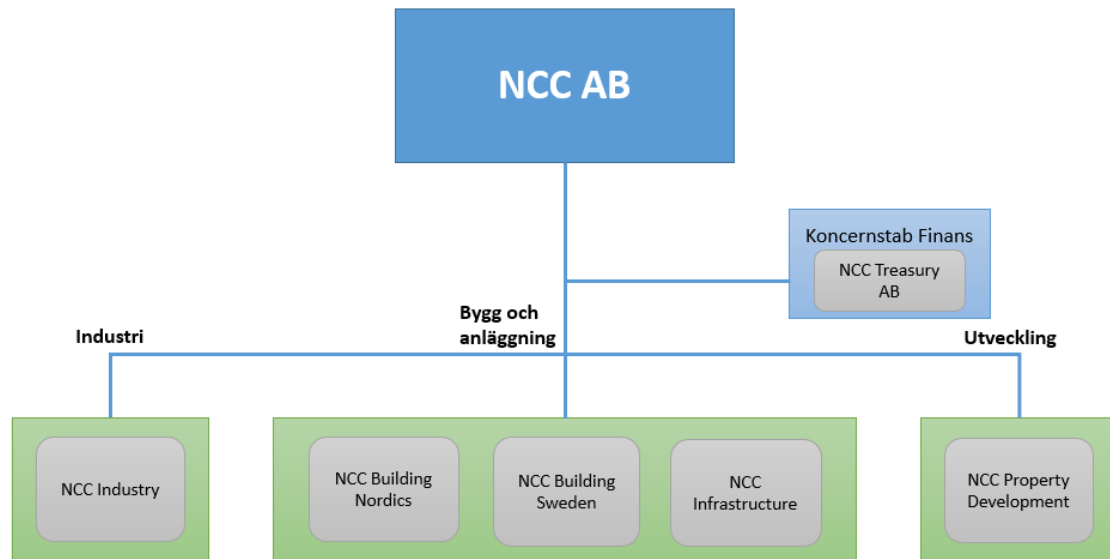 NCC AB
Koncernstab Finans
NCC Treasury
AB
Industri
Bygg och
anläggning
Utveckling
NCC Industry
NCC Building
Nordics
NCC Building
Sweden
NCC
Infrastructure
NCC Property
Development